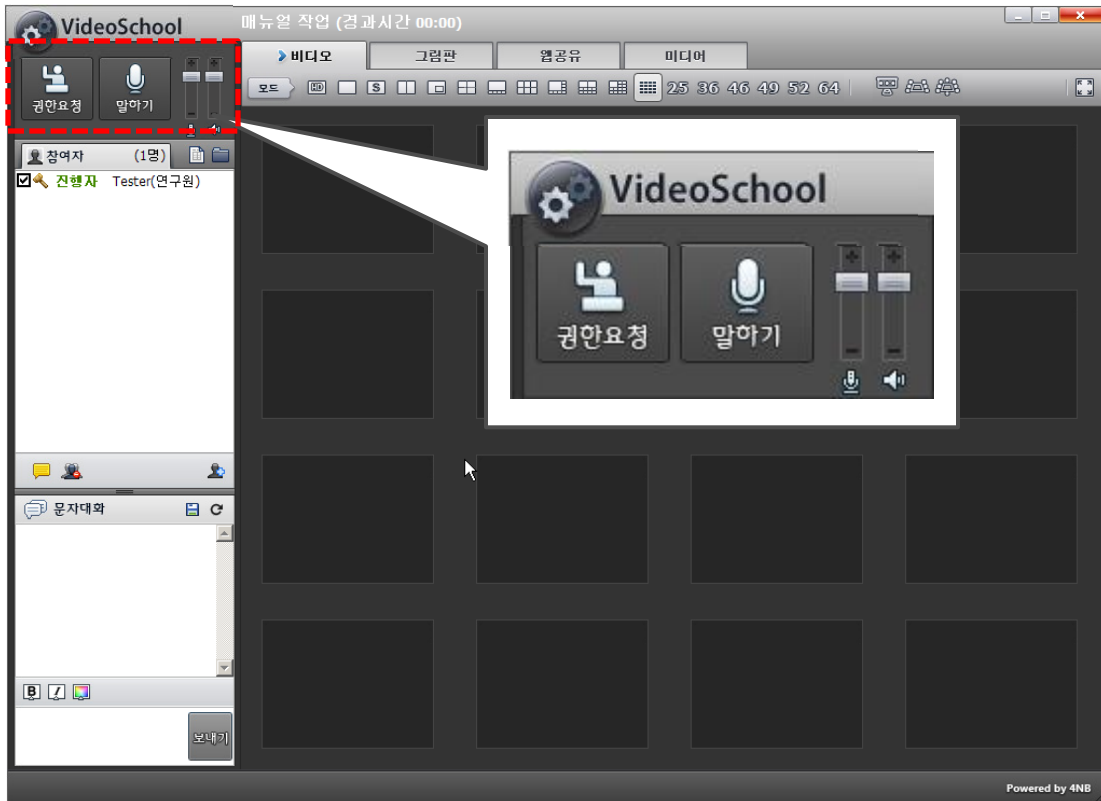 VideoSchool
매뉴얼 작업 (경과시간 00:00)
비디오 그림판 웹공유 미디어
권한요청 말하기
모드 HD S 25 36 46 49 52 64
참여자 (1명)
진행자 Tester(연구원)
VideoSchool
권한요청 말하기
문자대화
B I
보내기
Powered by 4NB